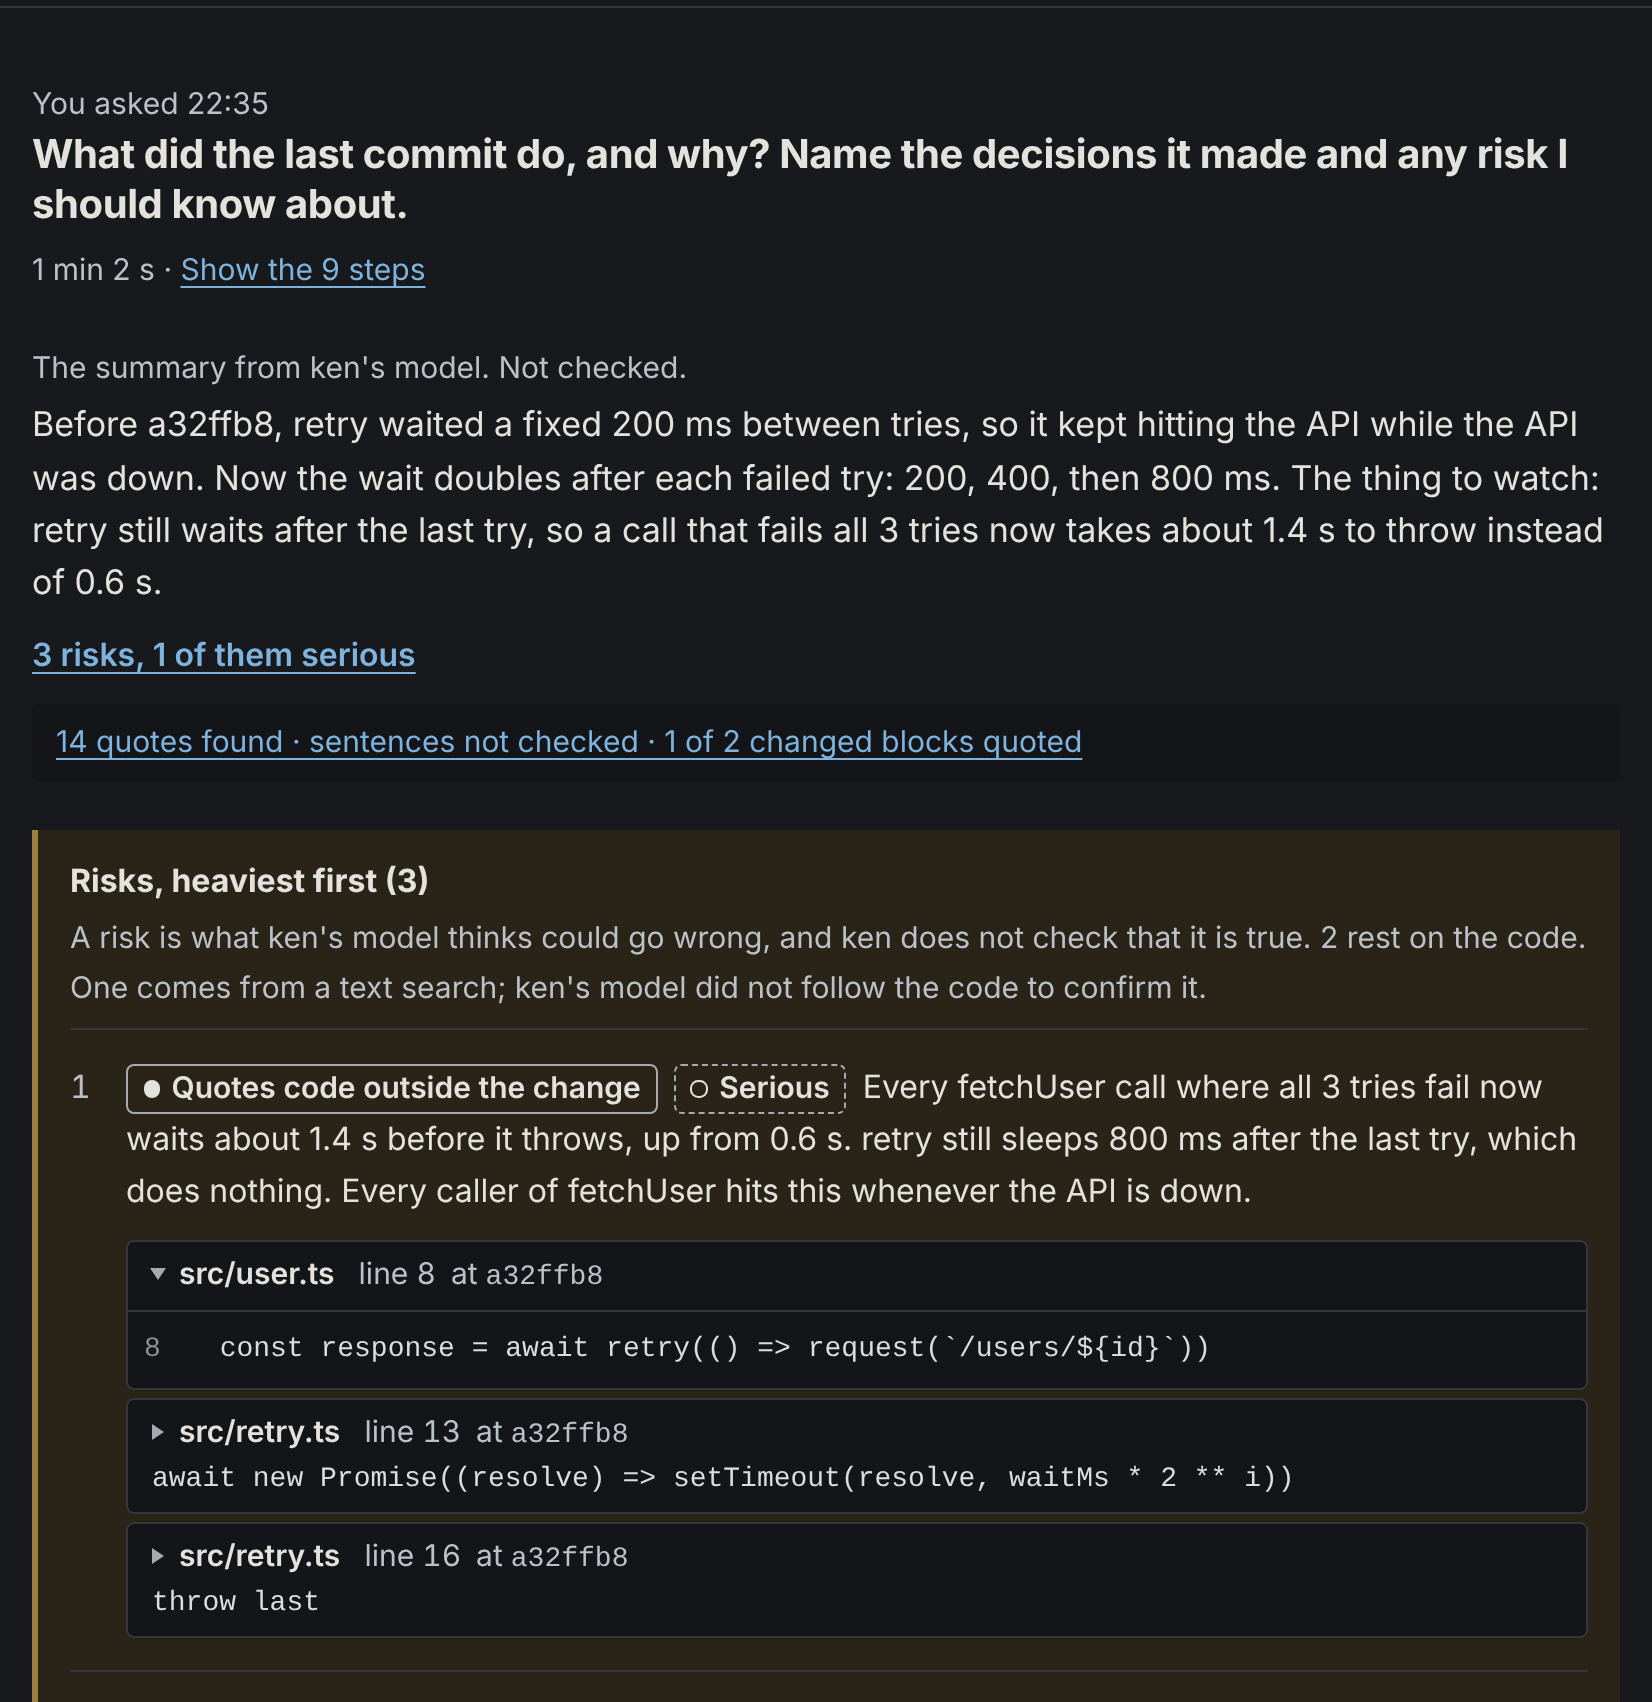 You asked 22:35
What did the last commit do, and why? Name the decisions it made and any risk I
should know about.
1 min 2 s · Show the 9 steps
The summary from ken's model. Not checked.
Before a32ffb8, retry waited a fixed 200 ms between tries, so it kept hitting the API while the API
was down. Now the wait doubles after each failed try: 200, 400, then 800 ms. The thing to watch:
retry still waits after the last try, so a call that fails all 3 tries now takes about 1.4 s to throw instead
of 0.6 s.
3 risks, 1 of them serious
14 quotes found · sentences not checked · 1 of 2 changed blocks quoted
Risks, heaviest first (3)
A risk is what ken's model thinks could go wrong, and ken does not check that it is true. 2 rest on the code.
One comes from a text search; ken's model did not follow the code to confirm it.
1 Quotes code outside the change Serious Every fetchUser call where all 3 tries fail now
waits about 1.4 s before it throws, up from 0.6 s. retry still sleeps 800 ms after the last try, which
does nothing. Every caller of fetchUser hits this whenever the API is down.
src/user.ts line 8 at a32ffb8
8 const response = await retry(() => request(`/users/${id}`))
src/retry.ts line 13 at a32ffb8
await new Promise((resolve) => setTimeout(resolve, waitMs * 2 ** i))
src/retry.ts line 16 at a32ffb8
throw last